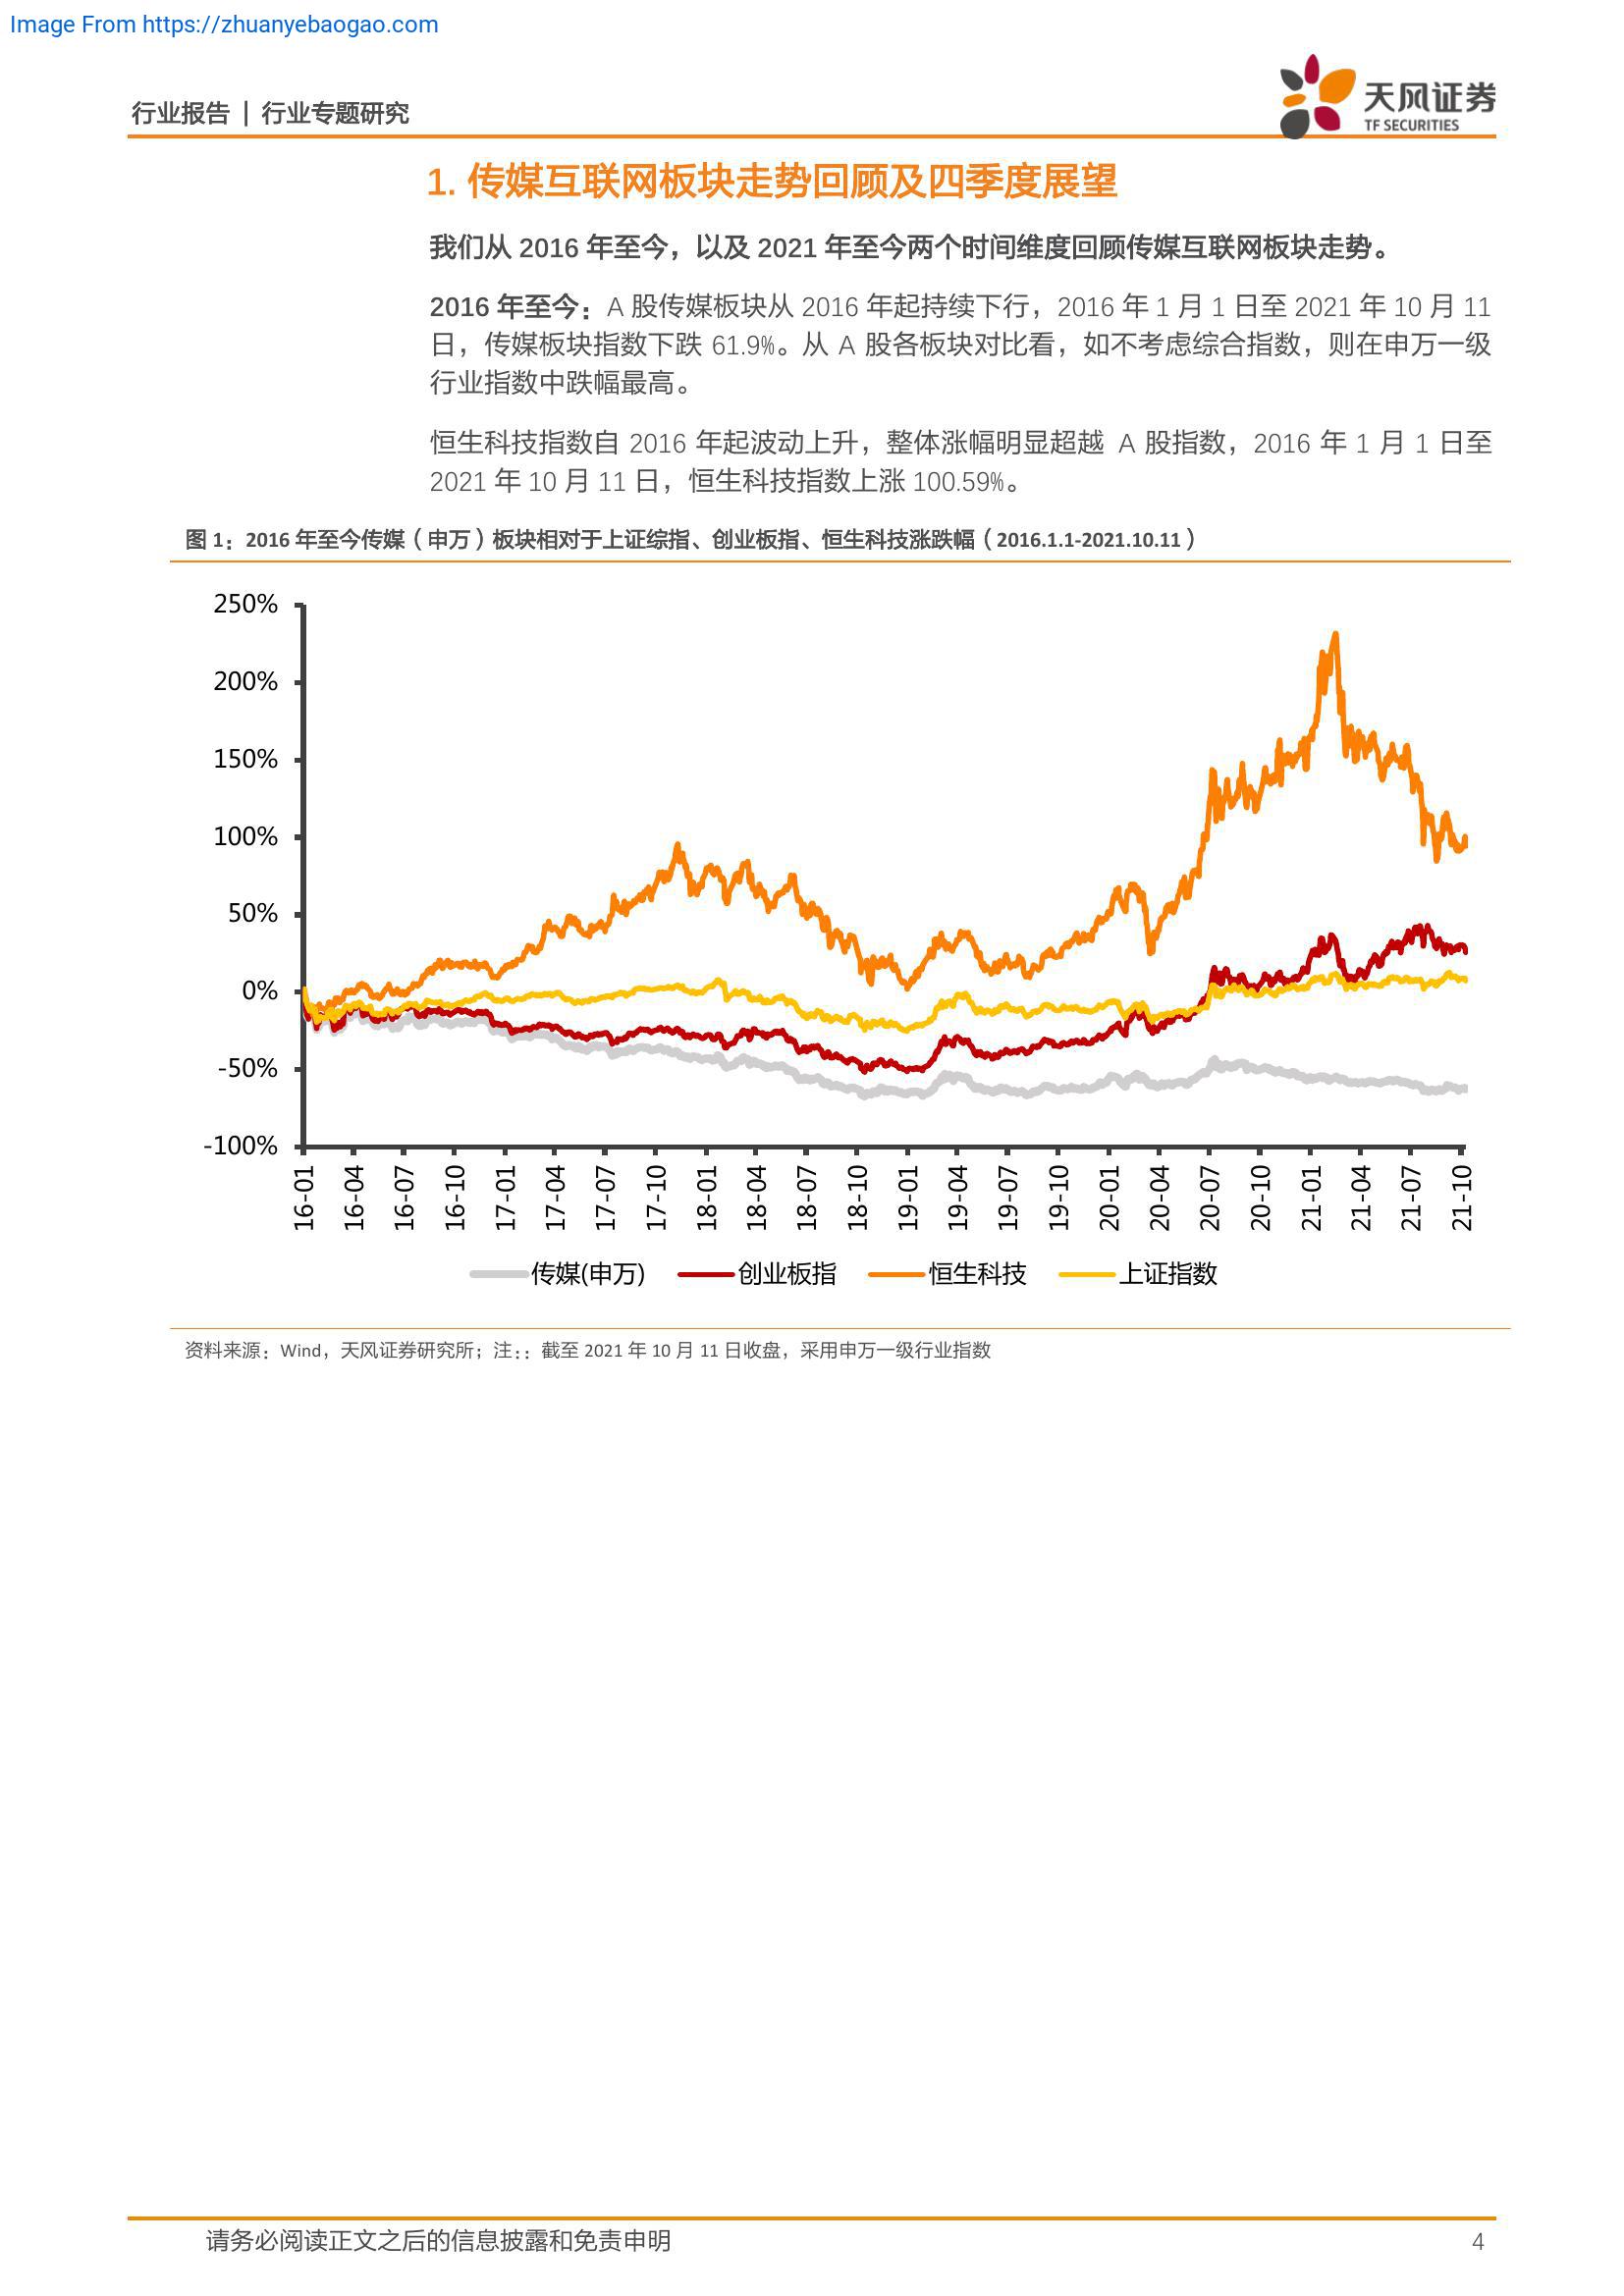 Image From https://zhuanyebaogao.com
行业报告 | 行业专题研究
天风证券
TF SECURITIES
1. 传媒互联网板块走势回顾及四季度展望
我们从 2016 年至今，以及 2021 年至今两个时间维度回顾传媒互联网板块走势。
2016 年至今：A 股传媒板块从 2016 年起持续下行，2016 年 1 月 1 日至 2021 年 10 月 11
日，传媒板块指数下跌 61.9%。从 A 股各板块对比看，如不考虑综合指数，则在申万一级
行业指数中跌幅最高。
恒生科技指数自 2016 年起波动上升，整体涨幅明显超越 A 股指数，2016 年 1 月 1 日至
2021 年 10 月 11 日，恒生科技指数上涨 100.59%。
图 1：2016 年至今传媒（申万）板块相对于上证综指、创业板指、恒生科技涨跌幅（2016.1.1-2021.10.11）
250%
200%
150%
100%
50%
0%
-50%
-100%
16-01 16-04 16-07 16-10 17-01 17-04 17-07 17-10 18-01 18-04 18-07 18-10 19-01 19-04 19-07 19-10 20-01 20-04 20-07 20-10 21-01 21-04 21-07 21-10
传媒(申万) 创业板指 恒生科技 上证指数
资料来源：Wind，天风证券研究所；注：：截至 2021 年 10 月 11 日收盘，采用申万一级行业指数
请务必阅读正文之后的信息披露和免责申明 4